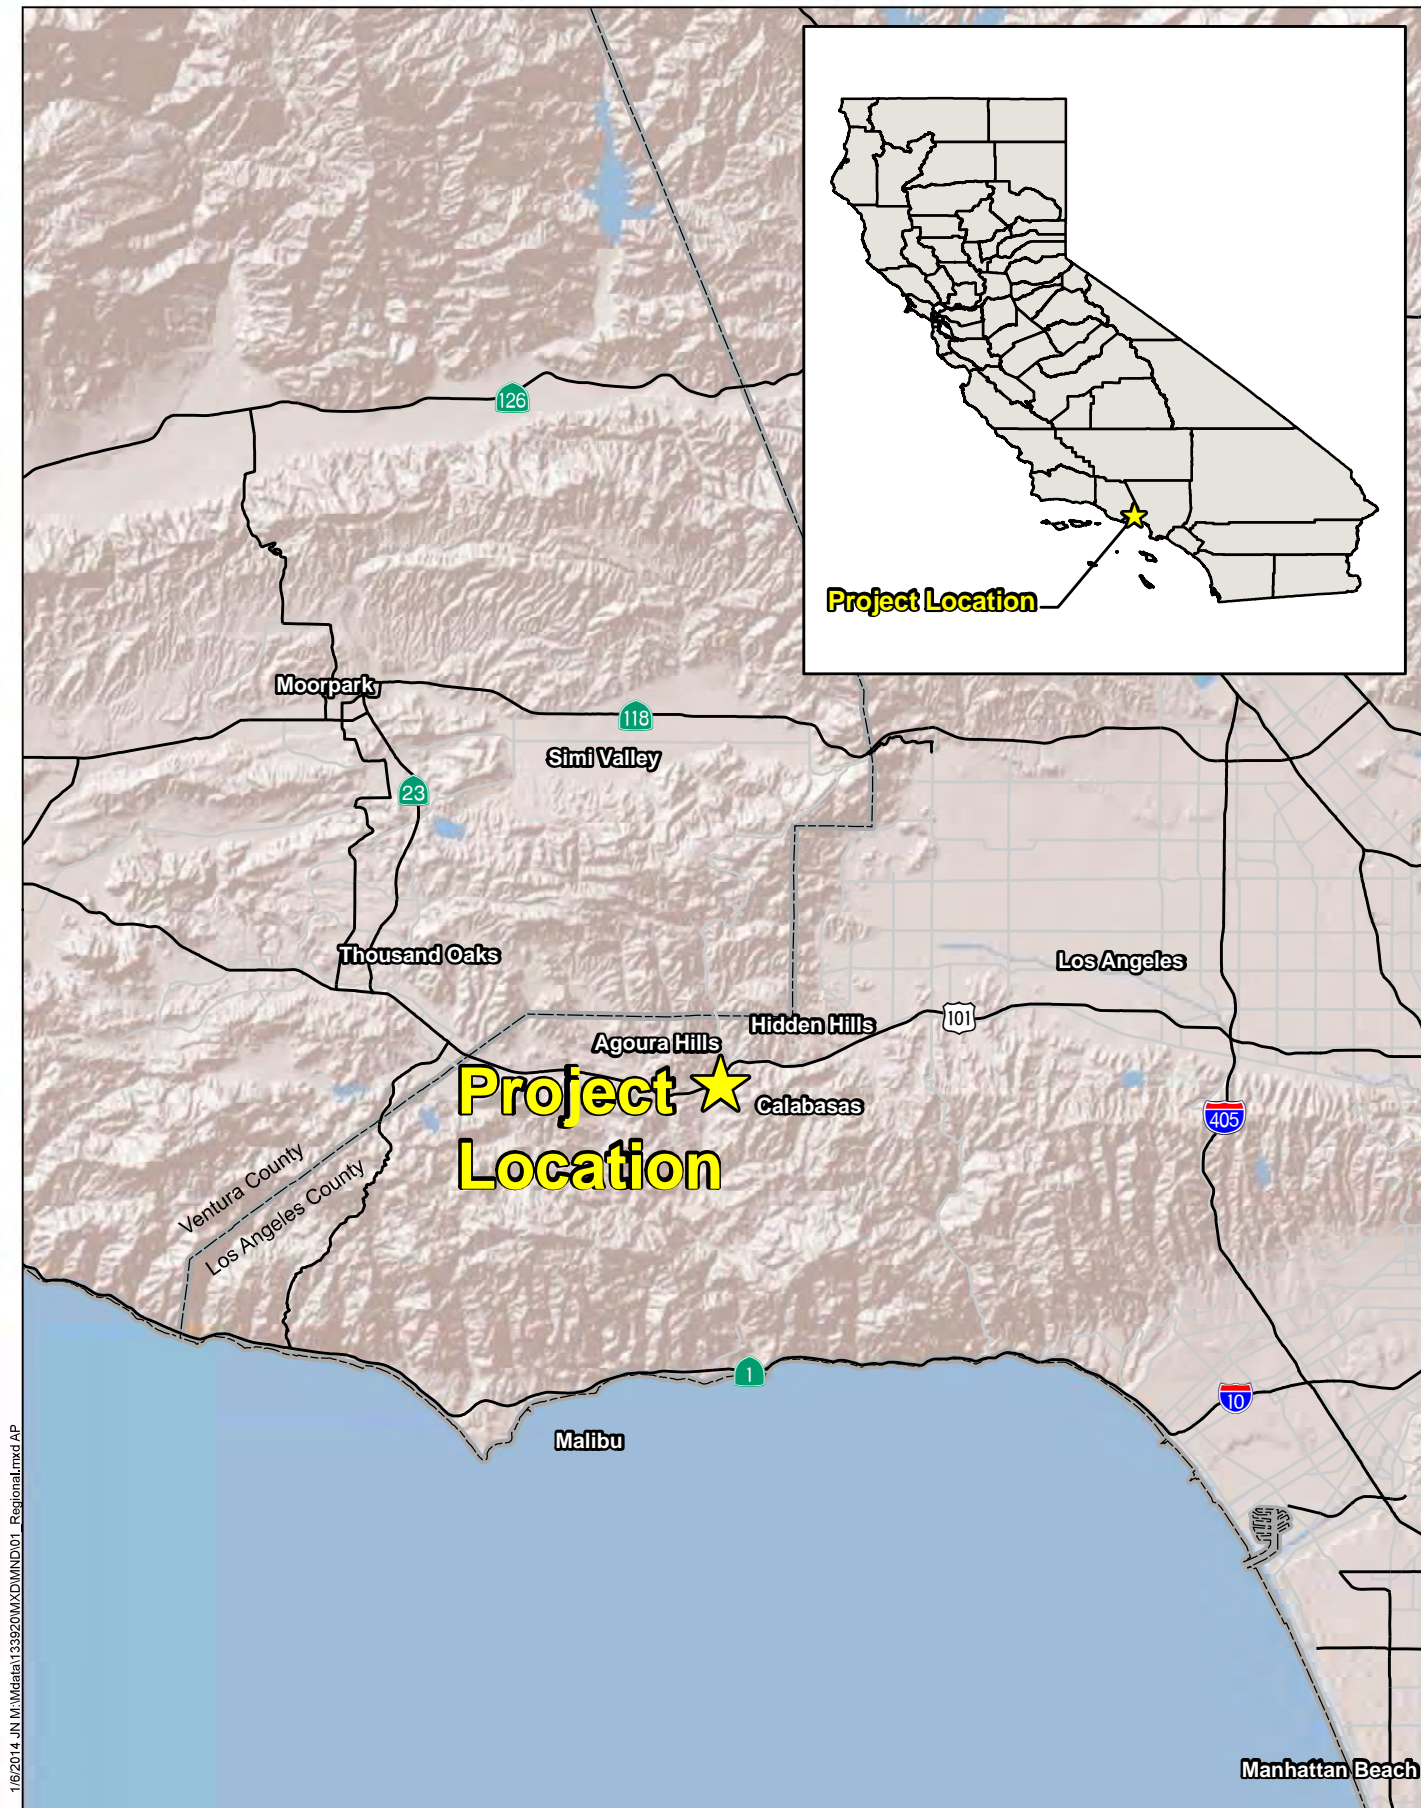 126
Project Location
Moorpark
118
Simi Valley
23
Thousand Oaks
Los Angeles
101
Hidden Hills
Agoura Hills
Project
Location
Calabasas
405
Ventura County
Los Angeles County
1
10
Malibu
Manhattan Beach
1/6/2014 JN M:\Mdata\133920\MXD\MND\01_Regional.mxd AP